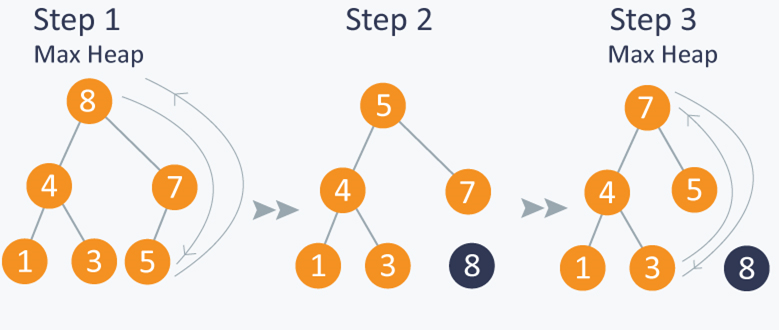 Step 1
Max Heap
8
4 7
1 3 5
Step 2
5
4 7
1 3 8
Step 3
Max Heap
7
4 5
1 3 8